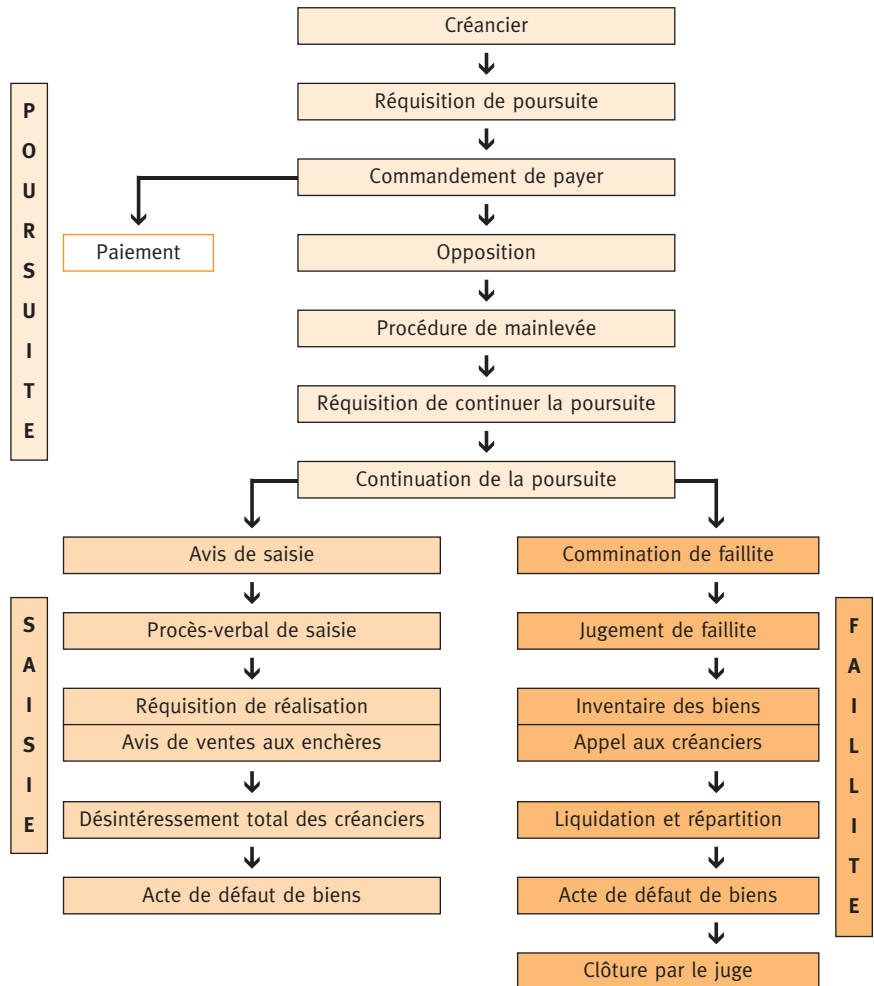 Créancier
Réquisition de poursuite
POURSUITE
Commandement de payer
Paiement
Opposition
Procédure de mainlevée
Réquisition de continuer la poursuite
Continuation de la poursuite
Avis de saisie
Commination de faillite
SAISIE
Procès-verbal de saisie
Jugement de faillite
FAILLITE
Réquisition de réalisation
Inventaire des biens
Avis de ventes aux enchères
Appel aux créanciers
Désintéressement total des créanciers
Liquidation et répartition
Acte de défaut de biens
Acte de défaut de biens
Clôture par le juge